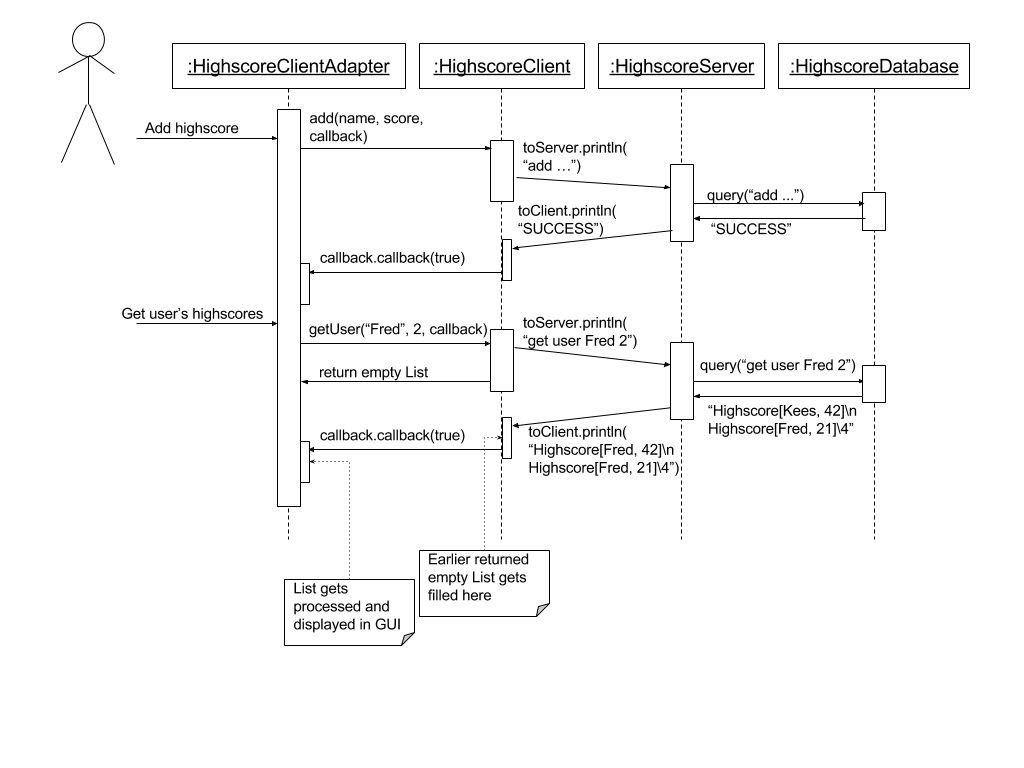 :HighscoreClientAdapter
:HighscoreClient
:HighscoreServer
:HighscoreDatabase
Add highscore
add(name, score,
callback)
toServer.println(
“add …”)
query(“add ...”)
“SUCCESS”
toClient.println(
“SUCCESS”)
callback.callback(true)
Get user’s highscores
getUser(“Fred”, 2, callback)
toServer.println(
“get user Fred 2”)
return empty List
query(“get user Fred 2”)
“Highscore[Kees, 42]\n
Highscore[Fred, 21]\4”
toClient.println(
“Highscore[Fred, 42]\n
Highscore[Fred, 21]\4”)
callback.callback(true)
Earlier returned
empty List gets
filled here
List gets
processed and
displayed in GUI